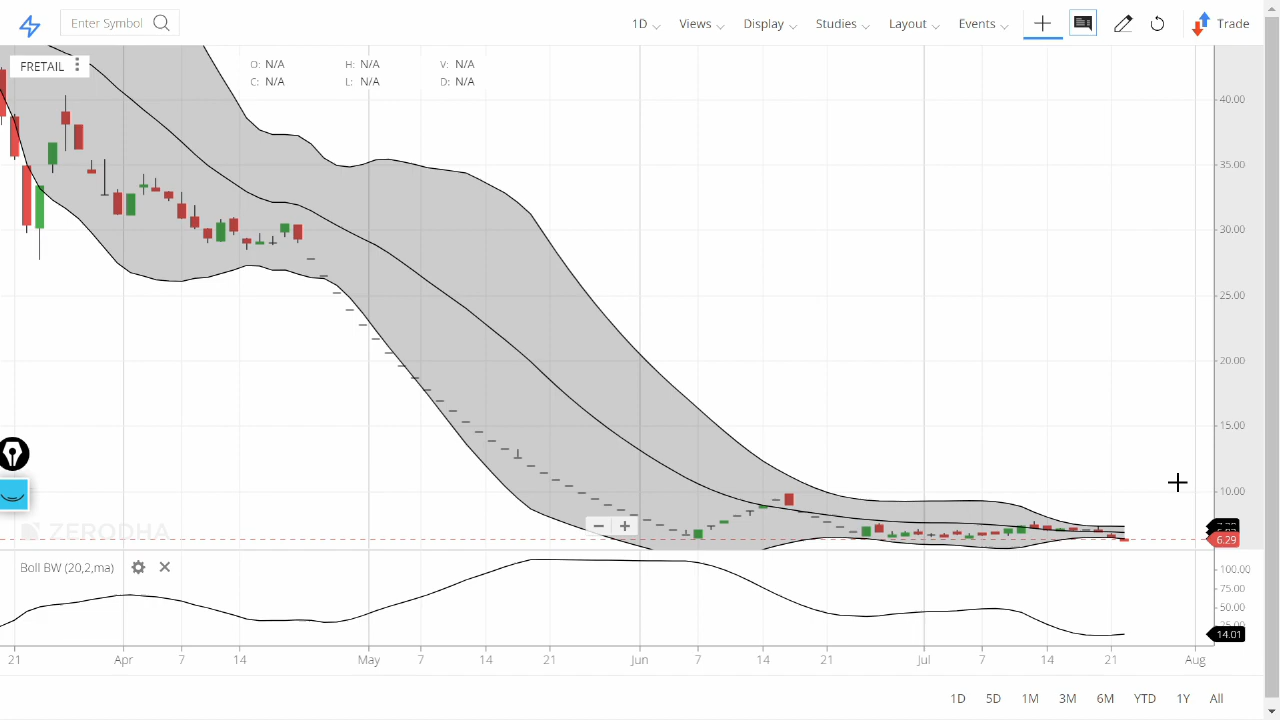 Enter Symbol 1D Views Display Studies Layout Events Trade
FRETAIL
O: N/A H: N/A V: N/A
C: N/A L: N/A D: N/A
40.00
35.00
30.00
25.00
20.00
15.00
10.00
ZERODHA
6.29
Boll BW (20,2,ma)
100.00
75.00
50.00
14.01
21 Apr 7 14 May 7 14 21 Jun 7 14 21 Jul 7 14 21 Aug
1D 5D 1M 3M 6M YTD 1Y All